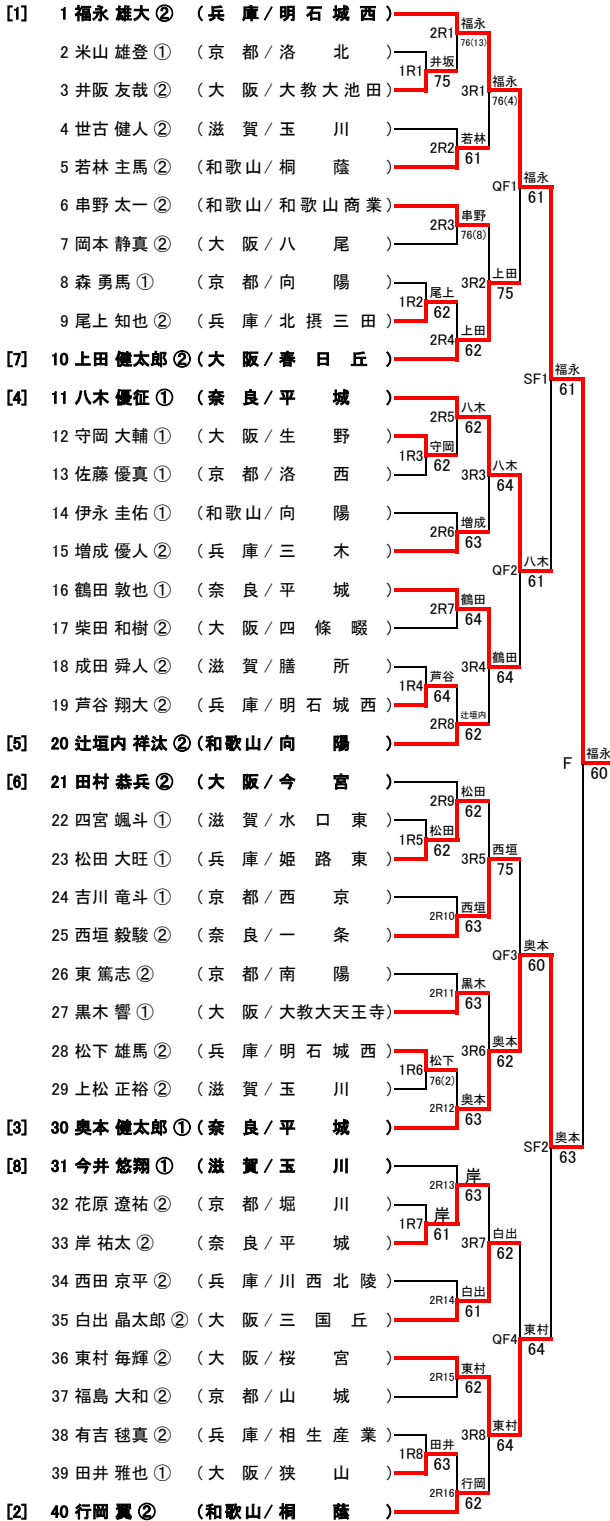 [1] 1 福永 雄大 ② (兵 庫/明 石 城 西)
2 米山 雄登 ① (京 都/洛 北)
3 井阪 友哉 ② (大 阪/大教大池田)
4 世古 健人 ② (滋 賀/玉 川)
5 若林 主馬 ② (和歌山/桐 蔭)
6 串野 太一 ② (和歌山/和歌山商業)
7 岡本 静真 ② (大 阪/八 尾)
8 森 勇馬 ① (京 都/向 陽)
9 尾上 知也 ② (兵 庫/北摂三田)
[7] 10 上田 健太郎 ② (大 阪/春 日 丘)
[4] 11 八木 優征 ① (奈 良/平 城)
12 守岡 大輔 ① (大 阪/生 野)
13 佐藤 優真 ① (京 都/洛 西)
14 伊永 圭佑 ① (和歌山/向 陽)
15 増成 優人 ② (兵 庫/三 木)
16 鶴田 敦也 ① (奈 良/平 城)
17 柴田 和樹 ② (大 阪/四 條 畷)
18 成田 舜人 ② (滋 賀/膳 所)
19 芦谷 翔大 ② (兵 庫/明石城西)
[5] 20 辻垣内 祥汰 ② (和歌山/向 陽)
[6] 21 田村 恭兵 ② (大 阪/今 宮)
22 四宮 颯斗 ① (滋 賀/水 口 東)
23 松田 大旺 ① (兵 庫/姫 路 東)
24 吉川 竜斗 ① (京 都/西 京)
25 西垣 毅駿 ② (奈 良/一 条)
26 東 篤志 ② (京 都/南 陽)
27 黒木 響 ① (大 阪/大教大天王寺)
28 松下 雄馬 ② (兵 庫/明石城西)
29 上松 正裕 ② (滋 賀/玉 川)
[3] 30 奥本 健太郎 ① (奈 良/平 城)
[8] 31 今井 悠翔 ① (滋 賀/玉 川)
32 花原 遼祐 ② (京 都/堀 川)
33 岸 祐太 ② (奈 良/平 城)
34 西田 京平 ② (兵 庫/川西北陵)
35 白出 晶太郎 ② (大 阪/三 国 丘)
36 東村 毎輝 ② (大 阪/桜 宮)
37 福島 大和 ② (京 都/山 城)
38 有吉 毬真 ② (兵 庫/相生産業)
39 田井 雅也 ① (大 阪/狭 山)
[2] 40 行岡 翼 ② (和歌山/桐 蔭)
1R1 井坂 75
1R2 尾上 62
1R3 守岡 62
1R4 芦谷 64
1R5 松田 62
1R6 松下 76(2)
1R7 岸 61
1R8 田井 63
2R1 福永 76(13)
2R2 若林 61
2R3 串野 76(8)
2R4 上田 62
2R5 八木 62
2R6 増成 63
2R7 鶴田 64
2R8 辻垣内 62
2R9 松田 62
2R10 西垣 63
2R11 黒木 63
2R12 奥本 63
2R13 岸 63
2R14 白出 61
2R15 東村 62
2R16 行岡 62
3R1 福永 76(4)
3R2 上田 75
3R3 八木 64
3R4 鶴田 64
3R5 西垣 75
3R6 奥本 62
3R7 白出 62
3R8 東村 64
QF1 福永 61
QF2 八木 61
QF3 奥本 60
QF4 東村 64
SF1 福永 61
SF2 奥本 63
F 福永 60